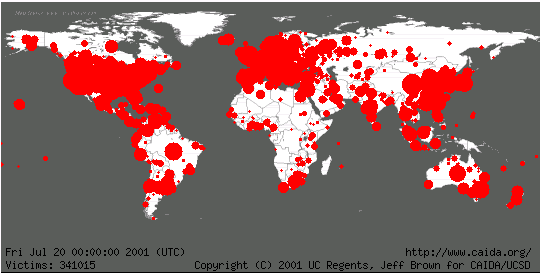 Fri Jul 20 00:00:00 2001 (UTC)
http://www.caida.org/
Victims: 341015
Copyright (C) 2001 UC Regents, Jeff Brown for CAIDA/UCSD